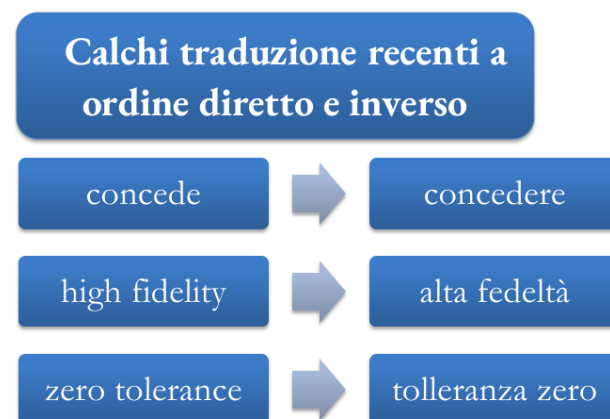 Calchi traduzione recenti a
ordine diretto e inverso
concede
concedere
high fidelity
alta fedeltà
zero tolerance
tolleranza zero